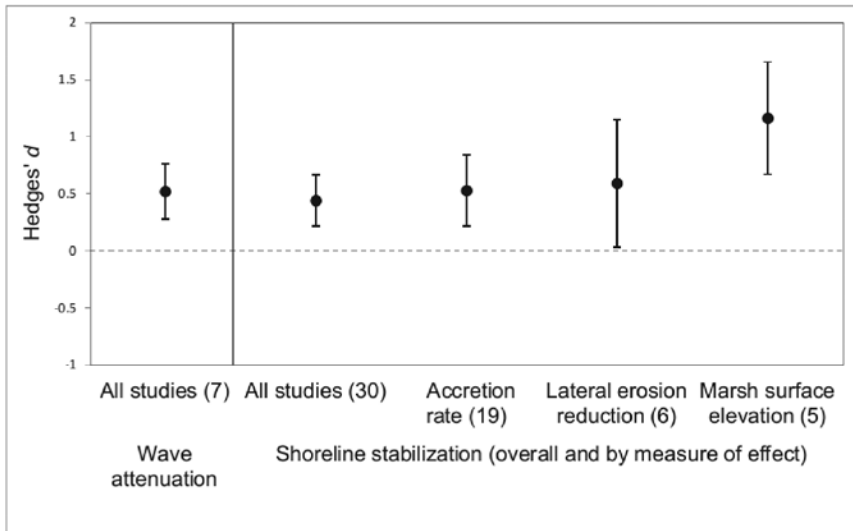 2
1.5
1
0.5
0
-0.5
-1
Hedges' d
All studies (7)
All studies (30)
Accretion
rate (19)
Lateral erosion
reduction (6)
Marsh surface
elevation (5)
Wave
attenuation
Shoreline stabilization (overall and by measure of effect)